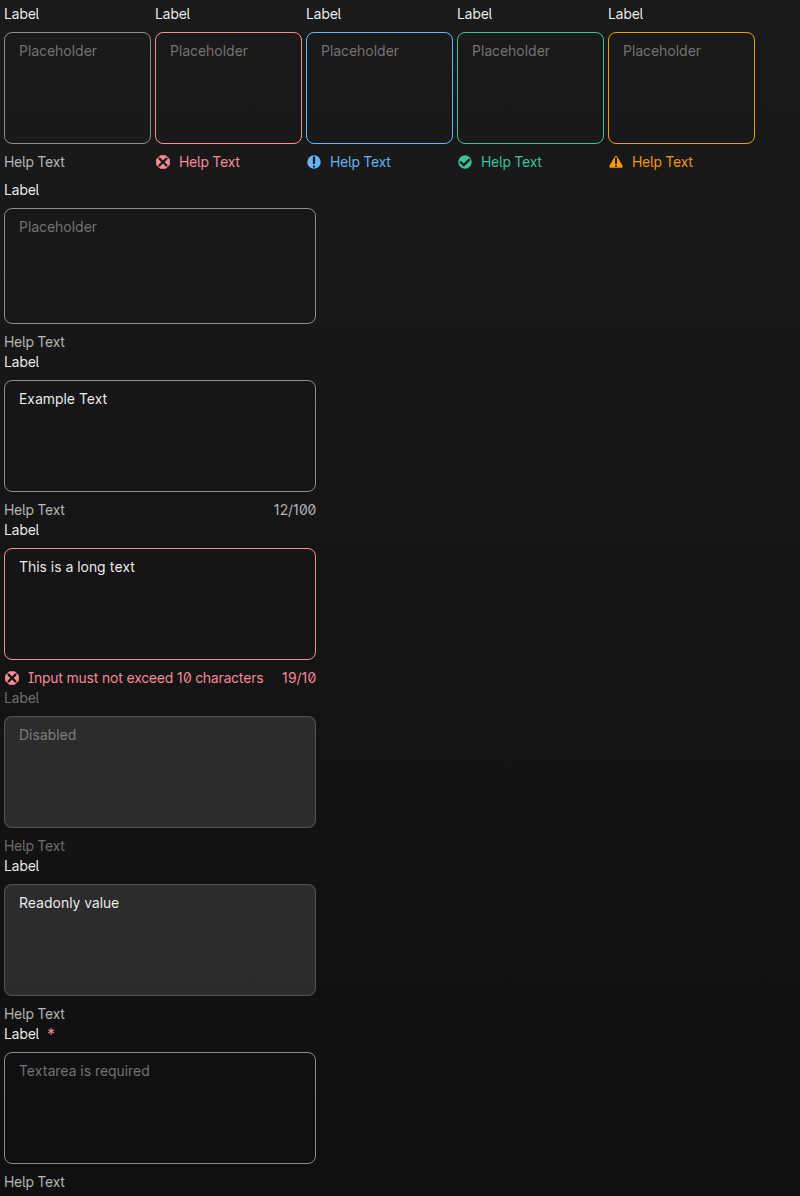 Label Label Label Label Label
Placeholder Placeholder Placeholder Placeholder Placeholder
Help Text Help Text Help Text Help Text Help Text
Label
Placeholder
Help Text
Label
Example Text
Help Text 12/100
Label
This is a long text
Input must not exceed 10 characters 19/10
Label
Disabled
Help Text
Label
Readonly value
Help Text
Label *
Textarea is required
Help Text